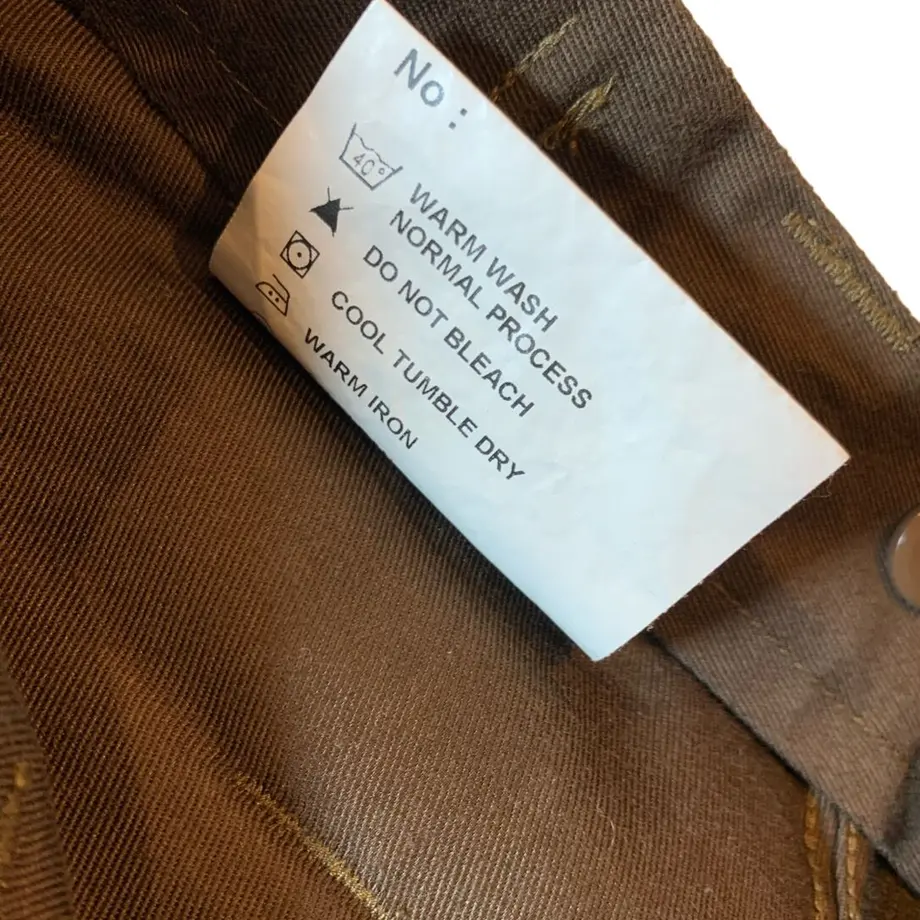 No :
40°
WARM WASH
NORMAL PROCESS
DO NOT BLEACH
COOL TUMBLE DRY
WARM IRON